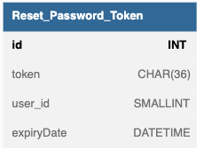 Reset_Password_Token
id INT
token CHAR(36)
user_id SMALLINT
expiryDate DATETIME